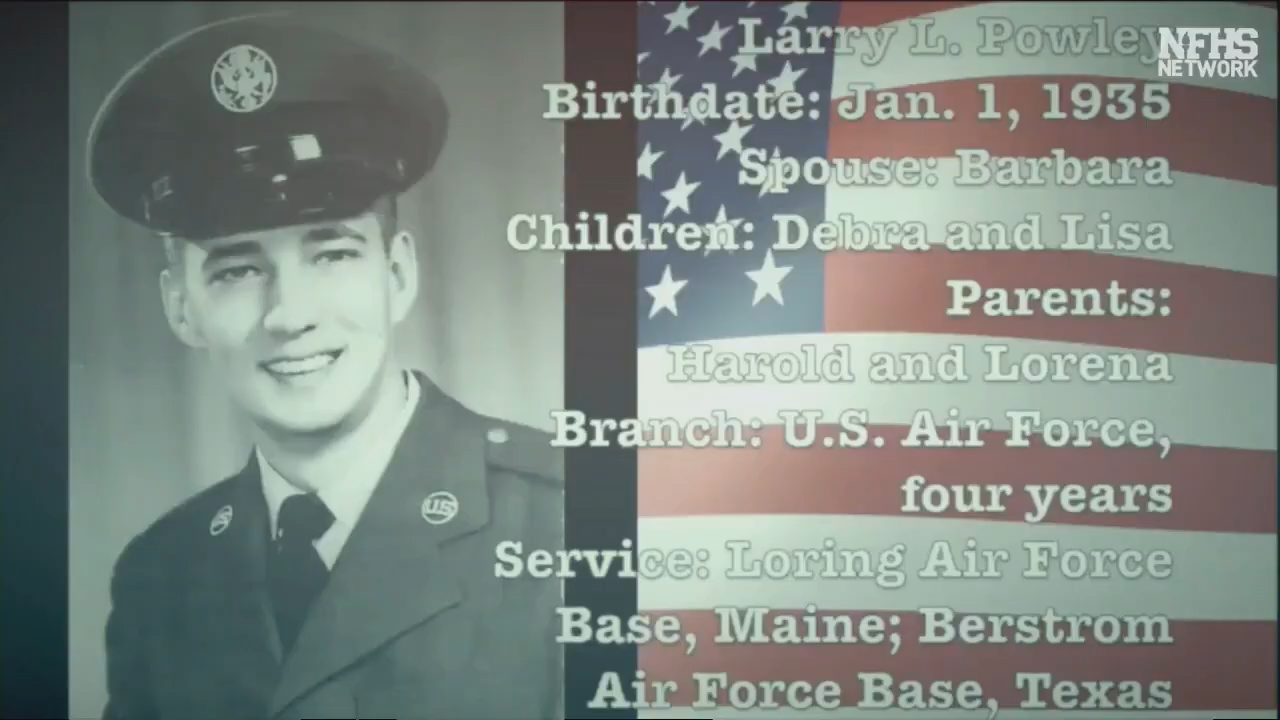 Larry L. Powley
NFHS
NETWORK
Birthdate: Jan. 1, 1935
Spouse: Barbara
Children: Debra and Lisa
Parents:
Harold and Lorena
Branch: U.S. Air Force,
four years
Service: Loring Air Force
Base, Maine; Berstrom
Air Force Base, Texas
U.S